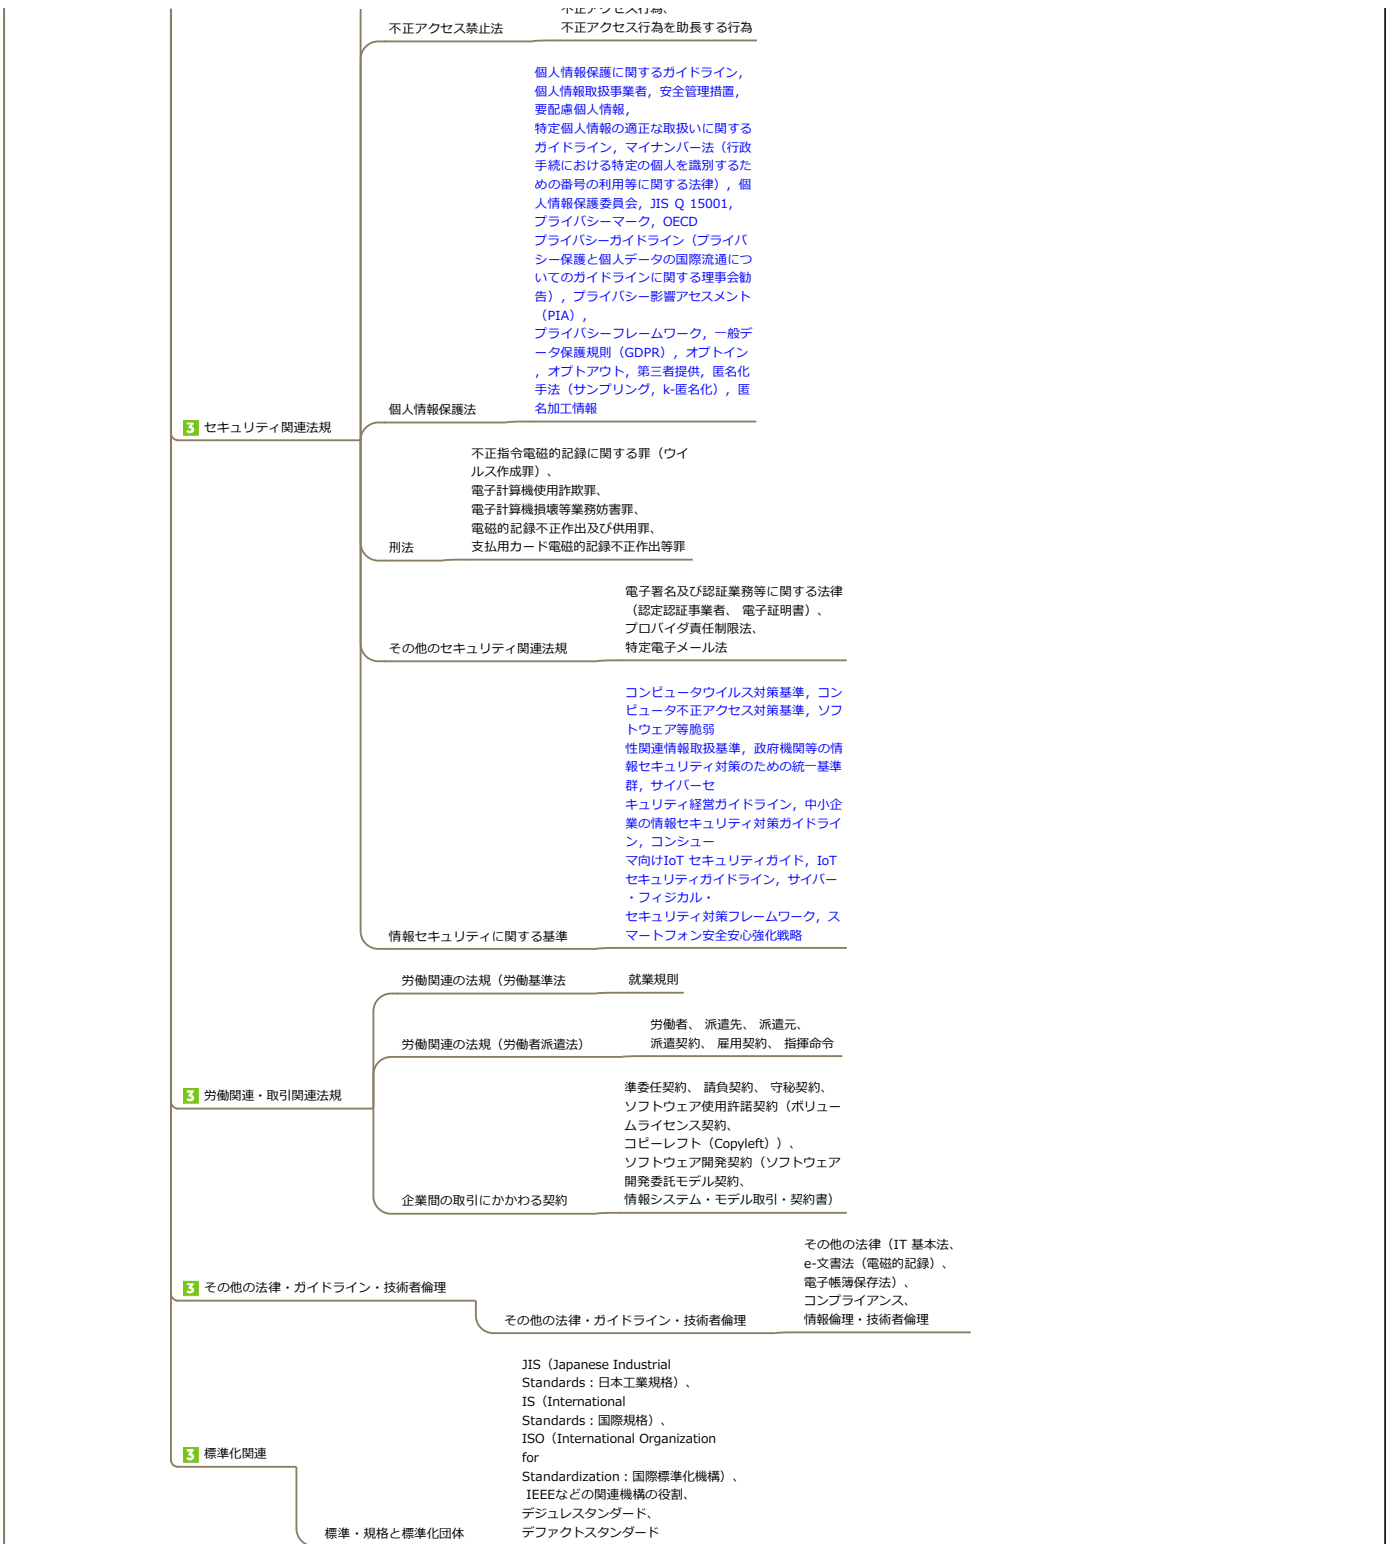 不正アクセス行為、
不正アクセス禁止法
不正アクセス行為を助長する行為
個人情報保護に関するガイドライン，
個人情報取扱事業者，安全管理措置，
要配慮個人情報，
特定個人情報の適正な取扱いに関する
ガイドライン，マイナンバー法（行政
手続における特定の個人を識別するた
めの番号の利用等に関する法律），個
人情報保護委員会，JIS Q 15001，
プライバシーマーク，OECD
プライバシーガイドライン（プライバ
シー保護と個人データの国際流通につ
いてのガイドラインに関する理事会勧
告），プライバシー影響アセスメント
（PIA），
プライバシーフレームワーク，一般デ
ータ保護規則（GDPR），オプトイン
，オプトアウト，第三者提供，匿名化
手法（サンプリング，k-匿名化），匿
名加工情報
個人情報保護法
3 セキュリティ関連法規
不正指令電磁的記録に関する罪（ウイ
ルス作成罪）、
電子計算機使用詐欺罪、
電子計算機損壊等業務妨害罪、
電磁的記録不正作出及び供用罪、
支払用カード電磁的記録不正作出等罪
刑法
電子署名及び認証業務等に関する法律
（認定認証事業者、 電子証明書）、
プロバイダ責任制限法、
特定電子メール法
その他のセキュリティ関連法規
コンピュータウイルス対策基準，コン
ピュータ不正アクセス対策基準，ソフ
トウェア等脆弱
性関連情報取扱基準，政府機関等の情
報セキュリティ対策のための統一基準
群，サイバーセ
キュリティ経営ガイドライン，中小企
業の情報セキュリティ対策ガイドライ
ン，コンシュー
マ向けIoT セキュリティガイド，IoT
セキュリティガイドライン，サイバー
・フィジカル・
セキュリティ対策フレームワーク，ス
マートフォン安全安心強化戦略
情報セキュリティに関する基準
労働関連の法規（労働基準法
就業規則
労働者、 派遣先、 派遣元、
派遣契約、 雇用契約、 指揮命令
労働関連の法規（労働者派遣法）
3 労働関連・取引関連法規
準委任契約、 請負契約、 守秘契約、
ソフトウェア使用許諾契約（ボリュー
ムライセンス契約、
コピーレフト（Copyleft））、
ソフトウェア開発契約（ソフトウェア
開発委託モデル契約、
情報システム・モデル取引・契約書）
企業間の取引にかかわる契約
その他の法律（IT 基本法、
e-文書法（電磁的記録）、
電子帳簿保存法）、
コンプライアンス、
情報倫理・技術者倫理
3 その他の法律・ガイドライン・技術者倫理
その他の法律・ガイドライン・技術者倫理
JIS（Japanese Industrial
Standards：日本工業規格）、
IS（International
Standards：国際規格）、
ISO（International Organization
for
Standardization：国際標準化機構）、
IEEEなどの関連機構の役割、
デジュレスタンダード、
デファクトスタンダード
3 標準化関連
標準・規格と標準化団体